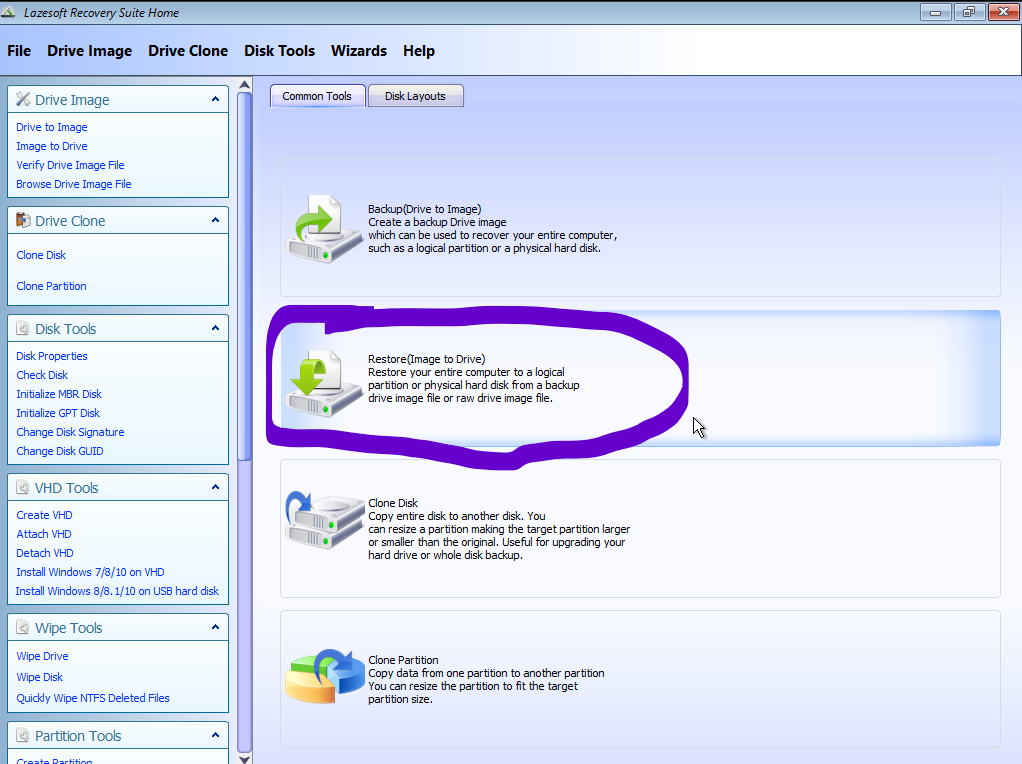 Lazesoft Recovery Suite Home
File Drive Image Drive Clone Disk Tools Wizards Help
Drive Image
Drive to Image
Image to Drive
Verify Drive Image File
Browse Drive Image File
Drive Clone
Clone Disk
Clone Partition
Disk Tools
Disk Properties
Check Disk
Initialize MBR Disk
Initialize GPT Disk
Change Disk Signature
Change Disk GUID
VHD Tools
Create VHD
Attach VHD
Detach VHD
Install Windows 7/8/10 on VHD
Install Windows 8/8.1/10 on USB hard disk
Wipe Tools
Wipe Drive
Wipe Disk
Quickly Wipe NTFS Deleted Files
Partition Tools
Create Partition
Common Tools Disk Layouts
Backup(Drive to Image)
Create a backup Drive image
which can be used to recover your entire computer,
such as a logical partition or a physical hard disk.
Restore(Image to Drive)
Restore your entire computer to a logical
partition or physical hard disk from a backup
drive image file or raw drive image file.
Clone Disk
Copy entire disk to another disk. You
can resize a partition making the target partition larger
or smaller than the original. Useful for upgrading your
hard drive or whole disk backup.
Clone Partition
Copy data from one partition to another partition
You can resize the partition to fit the target
partition size.